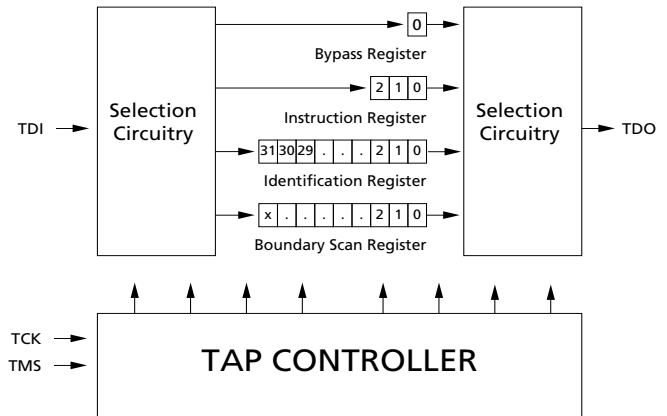 0
Bypass Register
2 1 0
Selection
Circuitry
Selection
Circuitry
TDI
TDO
Instruction Register
31 30 29 . . . 2 1 0
Identification Register
x . . . . . 2 1 0
Boundary Scan Register
TCK
TMS
TAP CONTROLLER